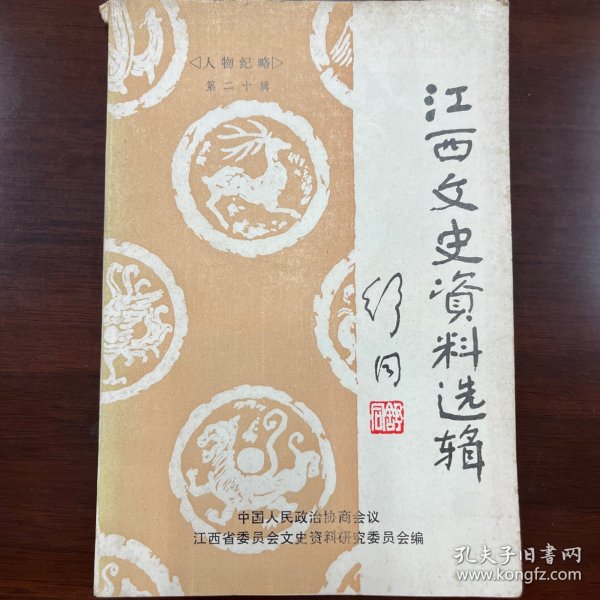 〈人物纪略〉
第二十辑
江西文史資料选辑
舒同
中国人民政治协商会议
江西省委员会文史资料研究委员会编
孔夫子旧书网
www.kongfz.com